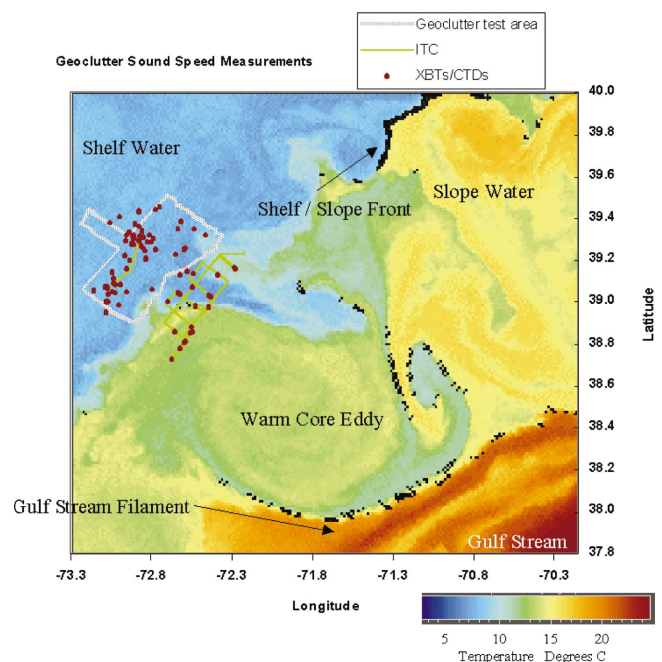 Geoclutter test area
ITC
XBTs/CTDs
Geoclutter Sound Speed Measurements
40.0
39.8
39.6
39.4
39.2
39.0
38.8
38.6
38.4
38.2
38.0
37.8
Latitude
Shelf Water
Slope Water
Shelf / Slope Front
Warm Core Eddy
Gulf Stream Filament
Gulf Stream
-73.3 -72.8 -72.3 -71.8 -71.3 -70.8 -70.3
Longitude
5 10 15 20
Temperature Degrees C